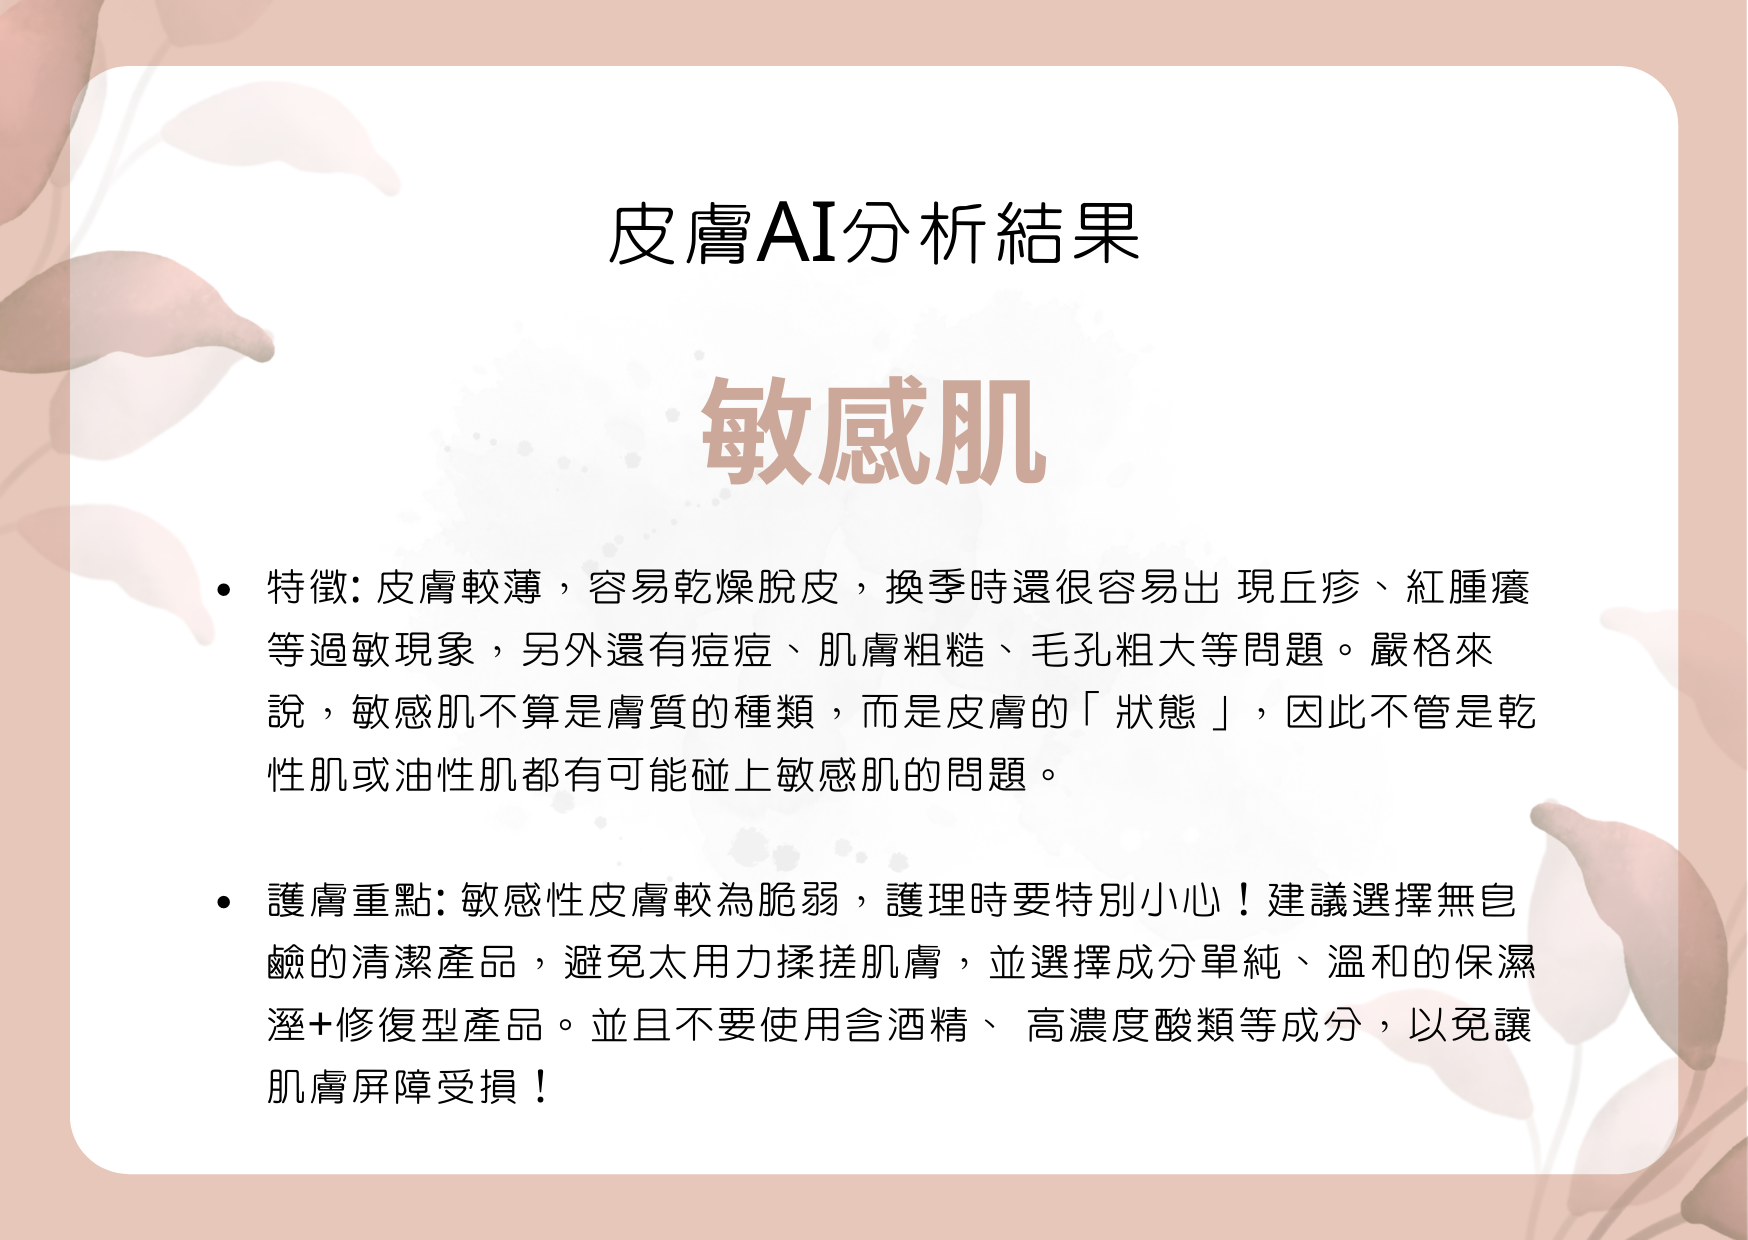 皮膚AI分析結果
敏感肌
• 特徵: 皮膚較薄，容易乾燥脫皮，換季時還很容易出 現丘疹、紅腫癢
等過敏現象，另外還有痘痘、肌膚粗糙、毛孔粗大等問題。嚴格來
說，敏感肌不算是膚質的種類，而是皮膚的「 狀態 」，因此不管是乾
性肌或油性肌都有可能碰上敏感肌的問題。
• 護膚重點: 敏感性皮膚較為脆弱，護理時要特別小心！建議選擇無皂
鹼的清潔產品，避免太用力揉搓肌膚，並選擇成分單純、溫和的保濕
溼+修復型產品。並且不要使用含酒精、 高濃度酸類等成分，以免讓
肌膚屏障受損！